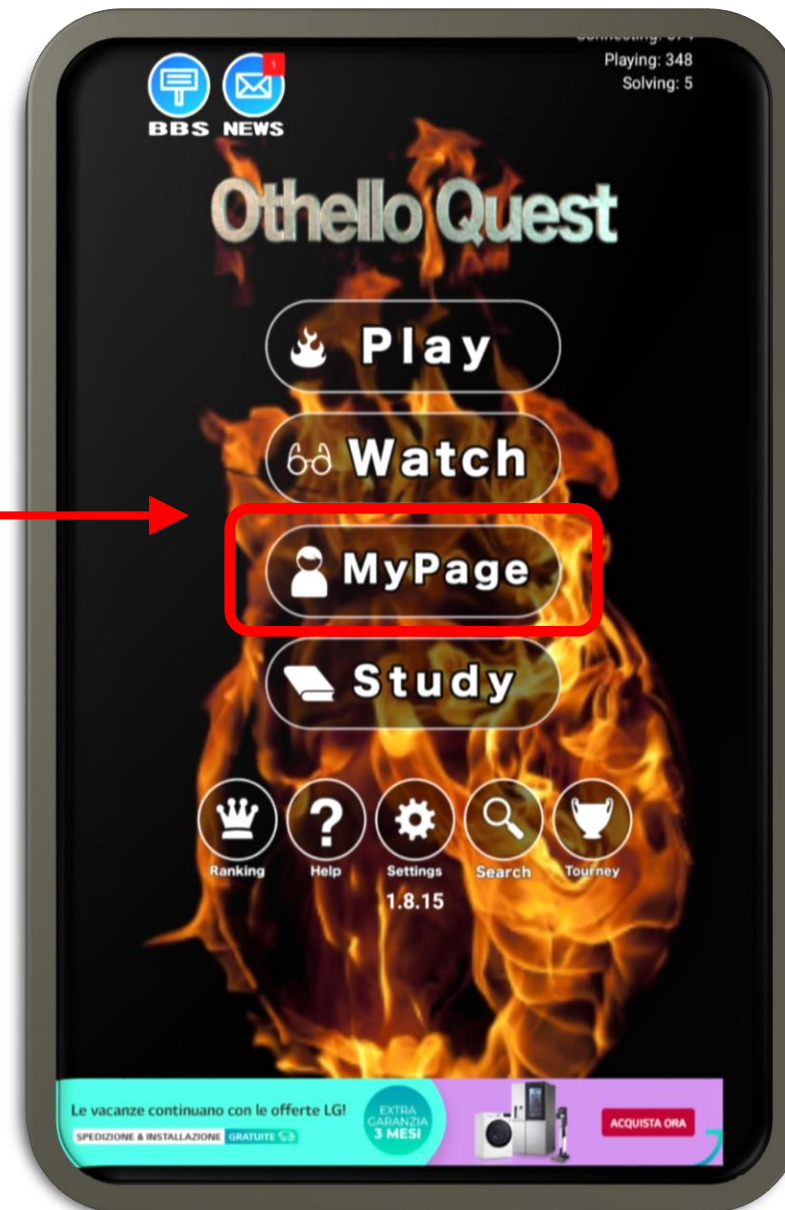 Playing: 348
Solving: 5
BBS NEWS
1
Othello Quest
Play
Watch
MyPage
Study
Ranking Help Settings Search Tourney
1.8.15
Le vacanze continuano con le offerte LG!
SPEDIZIONE & INSTALLAZIONE GRATUITE
EXTRA
GARANZIA
3 MESI
ACQUISTA ORA